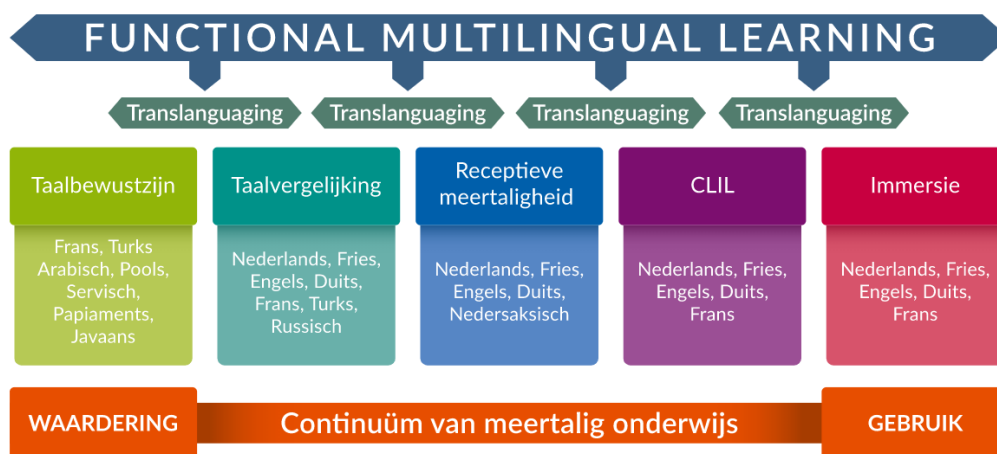 FUNCTIONAL MULTILINGUAL LEARNING
Translanguaging
Translanguaging
Translanguaging
Translanguaging
Taalbewustzijn
Frans, Turks
Arabisch, Pools,
Servisch,
Papiaments,
Javaans
Taalvergelijking
Nederlands, Fries,
Engels, Duits,
Frans, Turks,
Russisch
Receptieve
meertaligheid
Nederlands, Fries,
Engels, Duits,
Nedersaksisch
CLIL
Nederlands, Fries,
Engels, Duits,
Frans
Immersie
Nederlands, Fries,
Engels, Duits,
Frans
WAARDERING
Continuüm van meertalig onderwijs
GEBRUIK